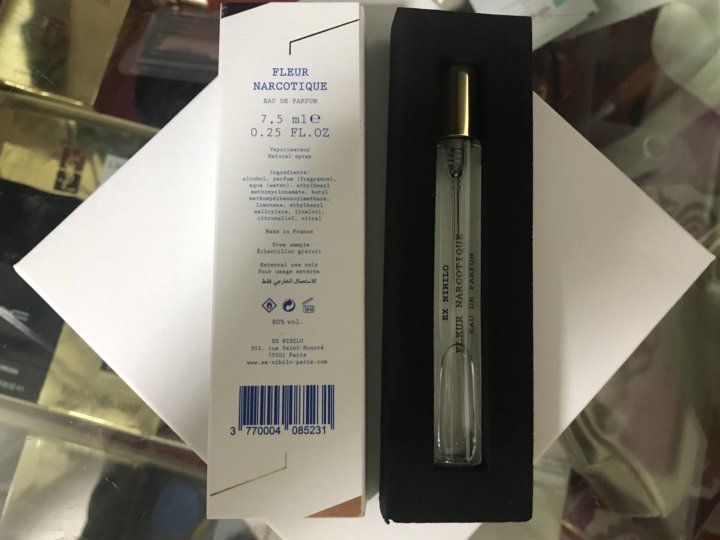 FLEUR
NARCOTIQUE
EAU DE PARFUM
7,5 ml℮
0.25 FL.OZ
Vaporisateur
Natural spray
Ingredients:
alcohol, parfum (fragrance),
aqua (water), ethylhexyl
methoxycinnamate, butyl
methoxydibenzoylmethane,
limonene, ethylhexyl
salicylate, linalool,
citronellol, citral
Made in France
Free sample
Échantillon gratuit
External use only
Pour usage externe
للاستعمال الخارجي فقط
80% vol.
EX NIHILO
352, rue Saint-Honoré
75001 Paris
www.ex-nihilo-paris.com
3 770004 085231
EX NIHILO
FLEUR NARCOTIQUE
EAU DE PARFUM